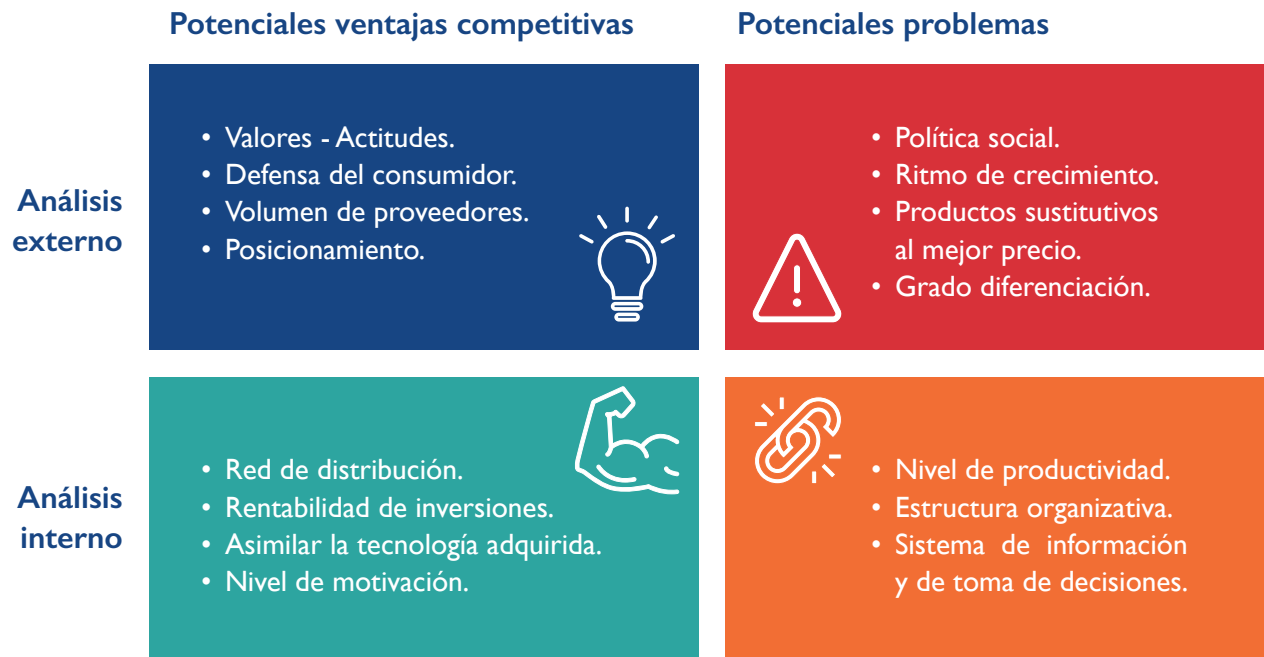 Potenciales ventajas competitivas
Potenciales problemas
Análisis
externo
• Valores - Actitudes.
• Defensa del consumidor.
• Volumen de proveedores.
• Posicionamiento.
• Política social.
• Ritmo de crecimiento.
• Productos sustitutivos
al mejor precio.
• Grado diferenciación.
Análisis
interno
• Red de distribución.
• Rentabilidad de inversiones.
• Asimilar la tecnología adquirida.
• Nivel de motivación.
• Nivel de productividad.
• Estructura organizativa.
• Sistema de información
y de toma de decisiones.